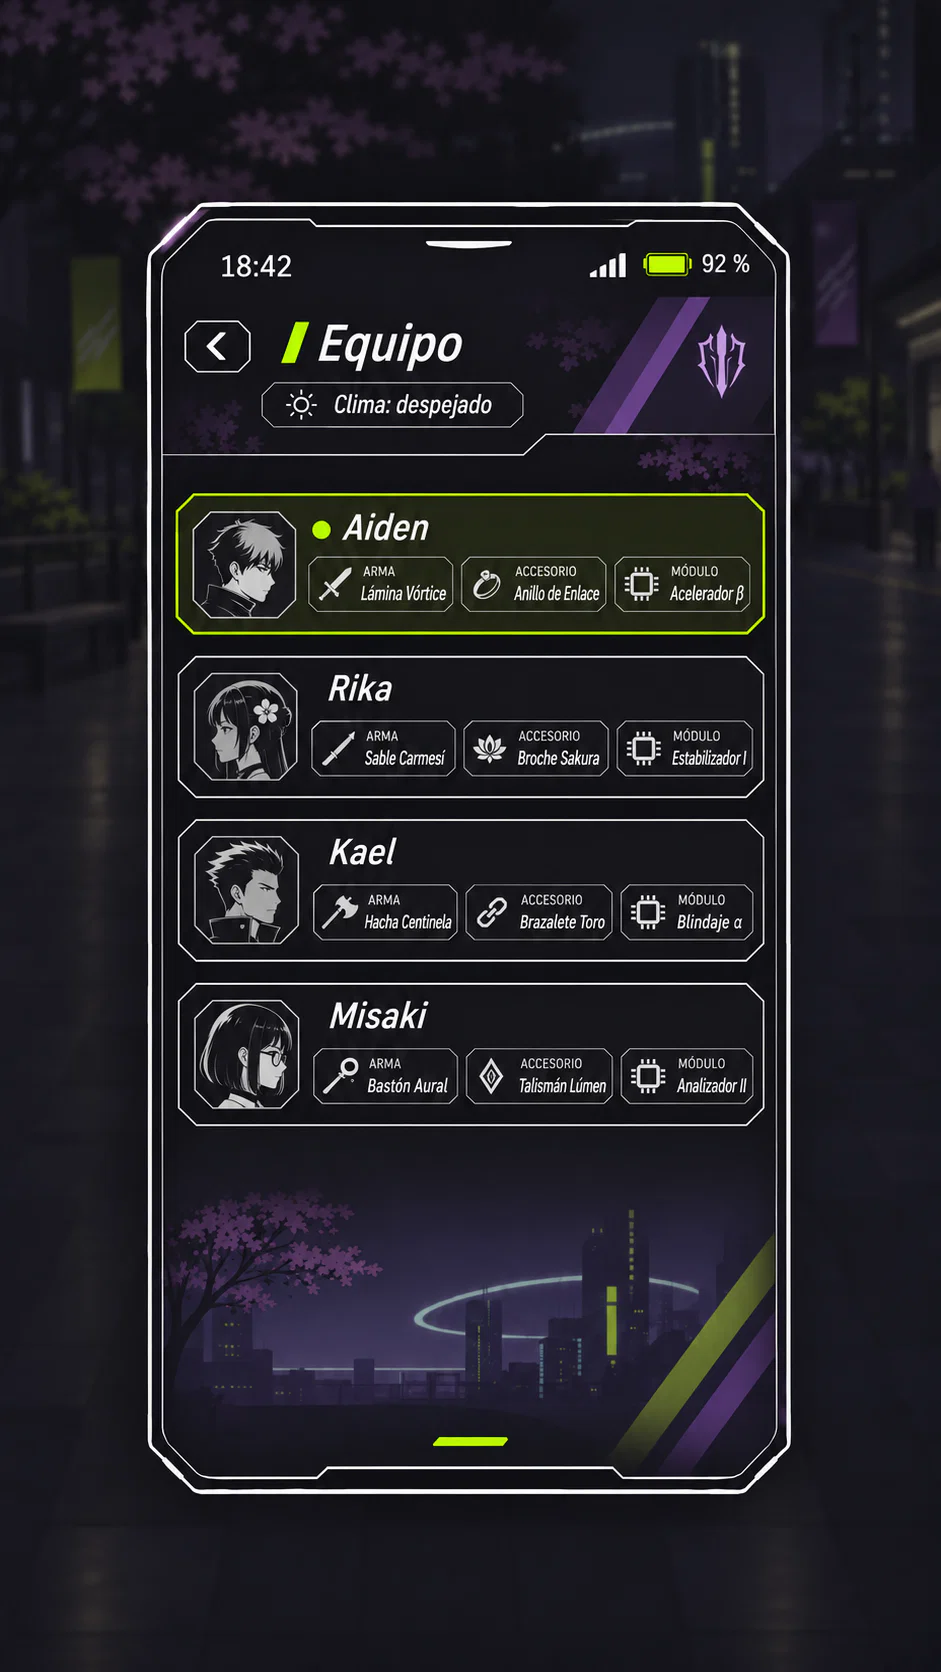 18:42 92 %
Equipo
Clima: despejado
Aiden
ARMA
Lámina Vórtice
ACCESORIO
Anillo de Enlace
MÓDULO
Acelerador β
Rika
ARMA
Sable Carmesí
ACCESORIO
Broche Sakura
MÓDULO
Estabilizador I
Kael
ARMA
Hacha Centinela
ACCESORIO
Brazalete Toro
MÓDULO
Blindaje α
Misaki
ARMA
Bastón Aural
ACCESORIO
Talismán Lúmen
MÓDULO
Analizador II